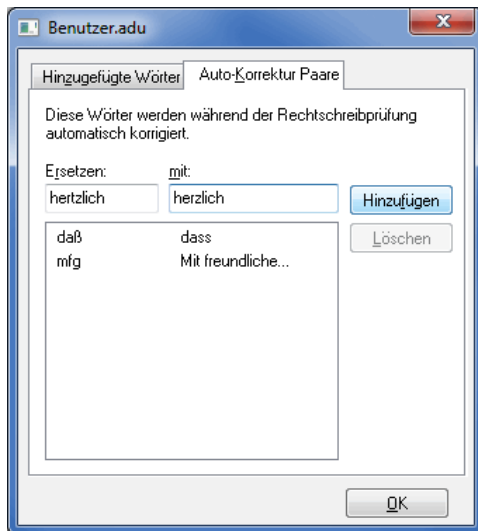 Benutzer.adu
Hinzugefügte Wörter Auto-Korrektur Paare
Diese Wörter werden während der Rechtschreibprüfung
automatisch korrigiert.
Ersetzen: mit:
hertzlich herzlich Hinzufügen
daß dass Löschen
mfg Mit freundliche...
OK